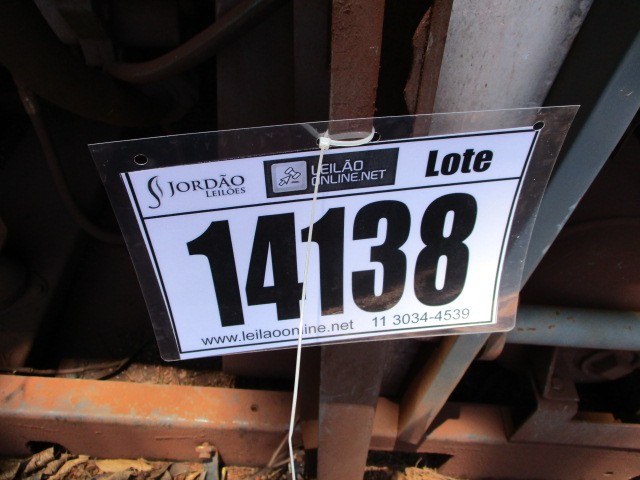 JORDÃO
LEILÕES
LEILÃO
ONLINE.NET
Lote
14138
www.leilaoonline.net 11 3034-4539